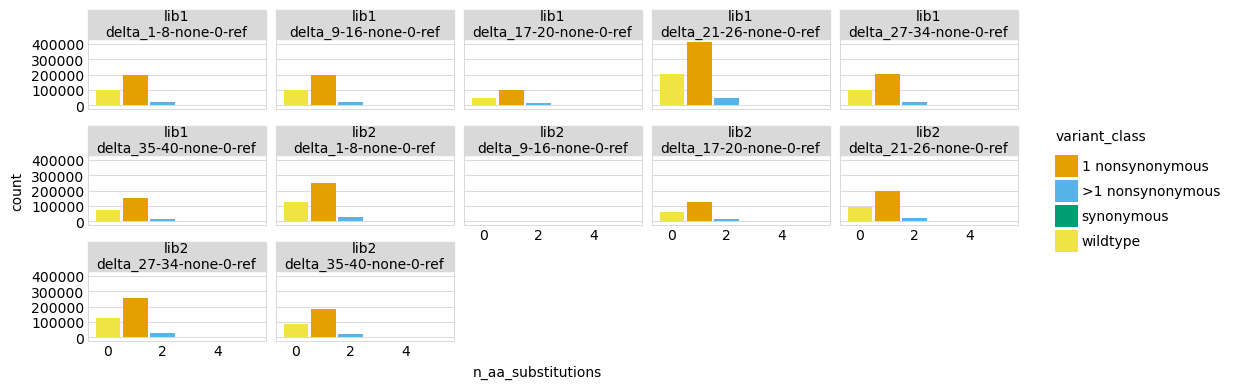 lib1
delta_1-8-none-0-ref
lib1
delta_9-16-none-0-ref
lib1
delta_17-20-none-0-ref
lib1
delta_21-26-none-0-ref
lib1
delta_27-34-none-0-ref
400000
300000
200000
100000
0
lib1
delta_35-40-none-0-ref
lib2
delta_1-8-none-0-ref
lib2
delta_9-16-none-0-ref
lib2
delta_17-20-none-0-ref
lib2
delta_21-26-none-0-ref
400000
300000
200000
100000
0
0 2 4
0 2 4
0 2 4
lib2
delta_27-34-none-0-ref
lib2
delta_35-40-none-0-ref
400000
300000
200000
100000
0
0 2 4
0 2 4
count
n_aa_substitutions
variant_class
1 nonsynonymous
>1 nonsynonymous
synonymous
wildtype